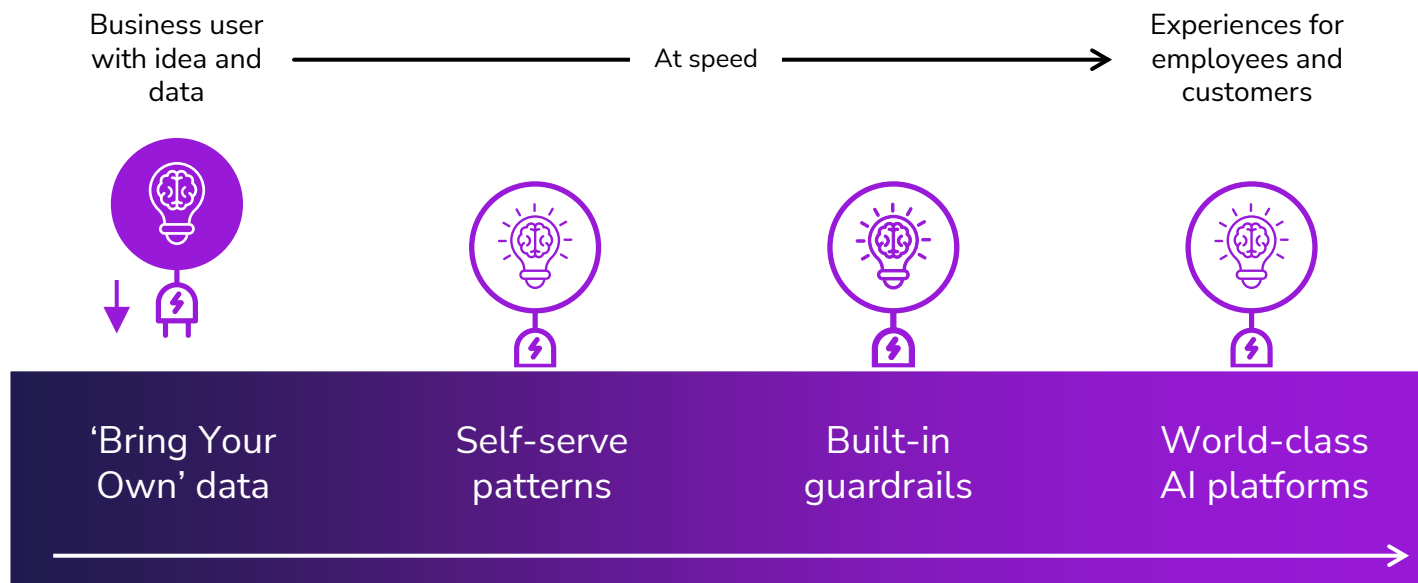 Business user
with idea and
data
At speed
Experiences for
employees and
customers
‘Bring Your
Own’ data
Self-serve
patterns
Built-in
guardrails
World-class
AI platforms